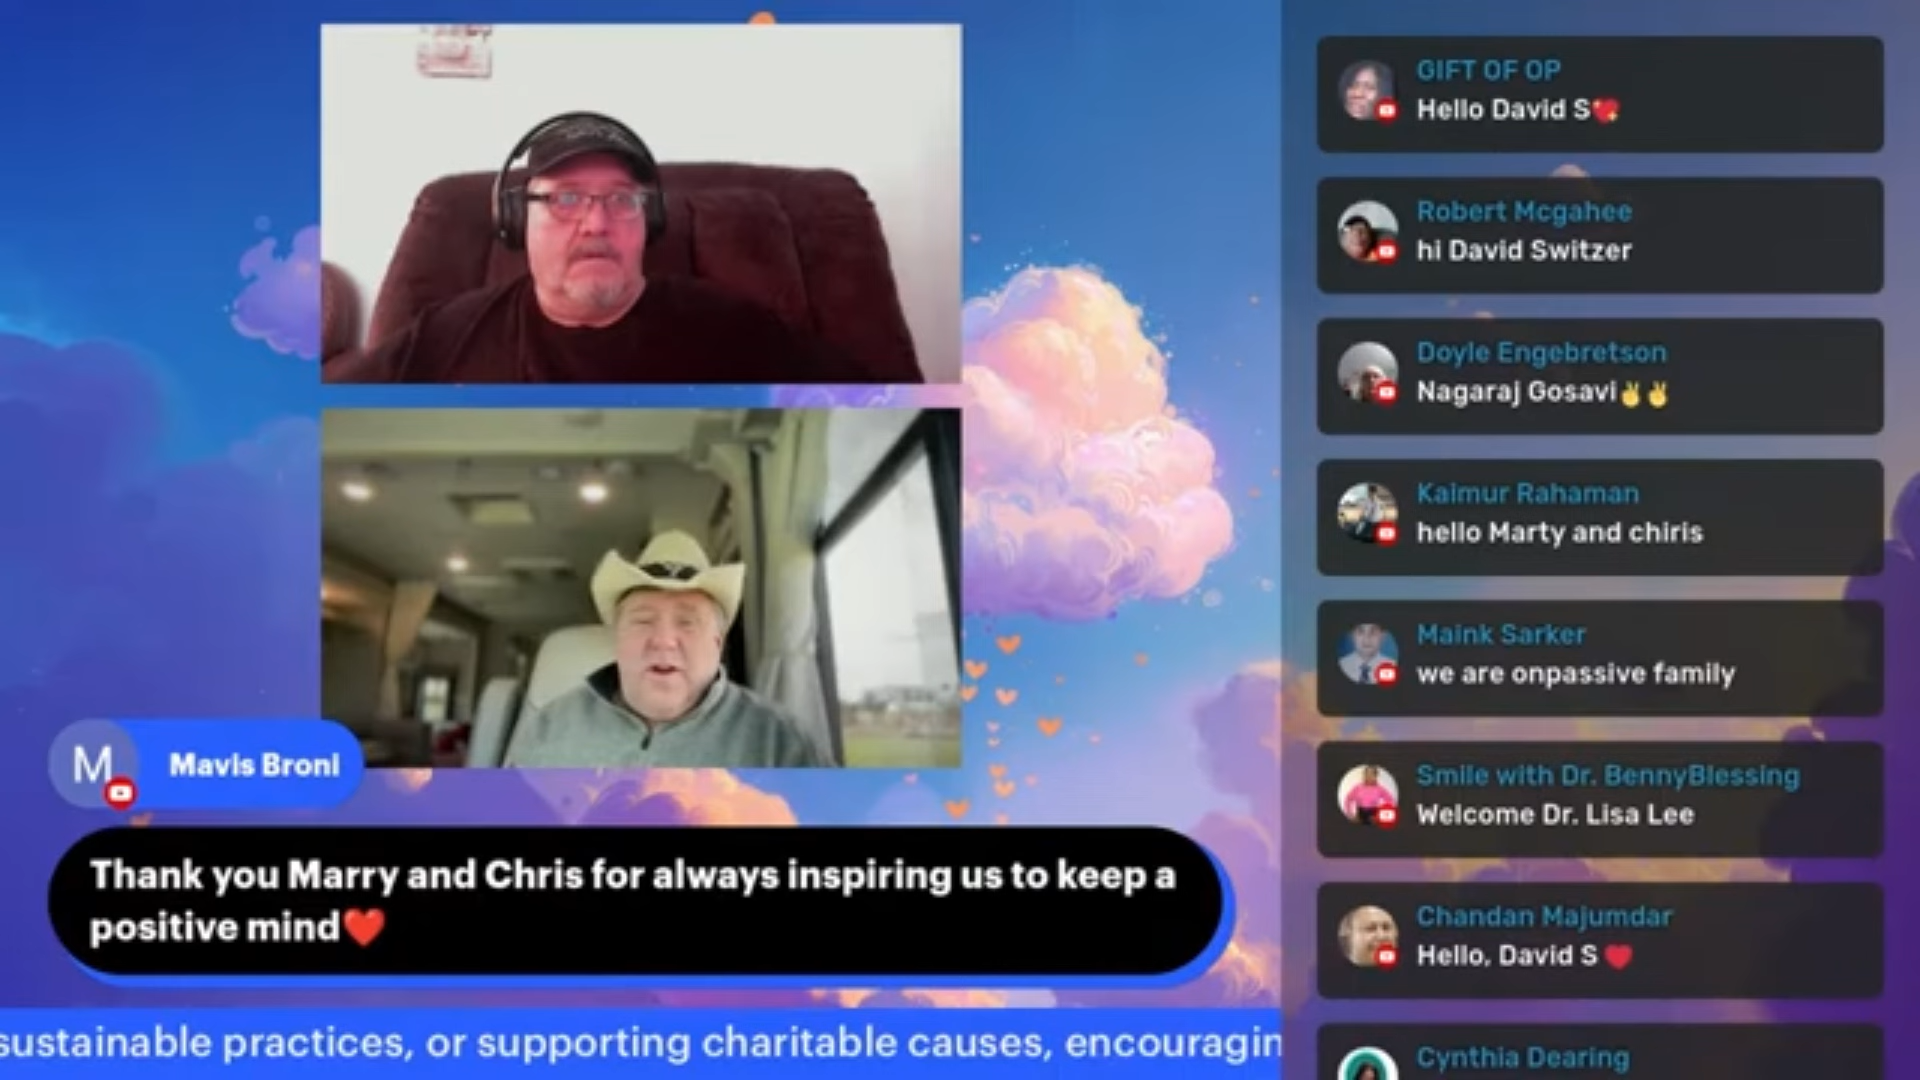 GIFT OF OP
Hello David S💖
Robert Mcgahee
hi David Switzer
Doyle Engebretson
Nagaraj Gosavi✌✌
Kaimur Rahaman
hello Marty and chiris
Maink Sarker
we are onpassive family
Smile with Dr. BennyBlessing
Welcome Dr. Lisa Lee
Chandan Majumdar
Hello, David S ♥
Cynthia Dearing
M
Mavis Broni
Thank you Marry and Chris for always inspiring us to keep a
positive mind❤
sustainable practices, or supporting charitable causes, encouragin